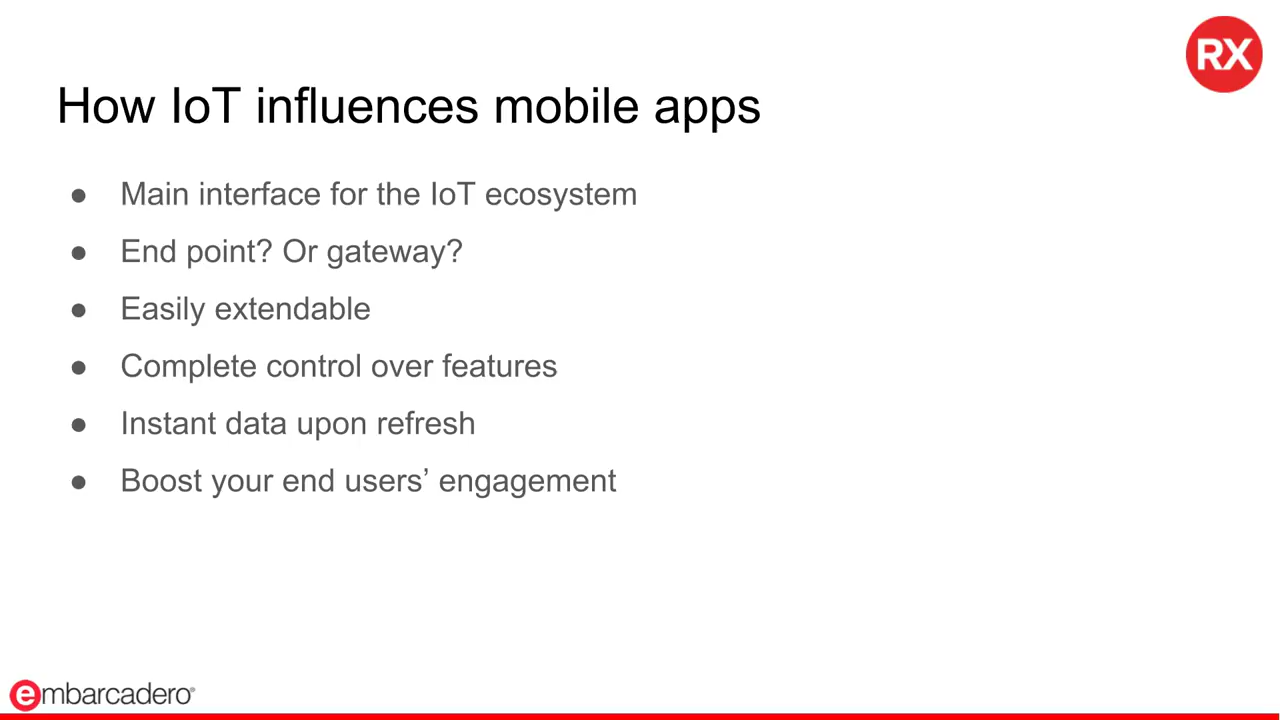 RX
How IoT influences mobile apps
● Main interface for the IoT ecosystem
● End point? Or gateway?
● Easily extendable
● Complete control over features
● Instant data upon refresh
● Boost your end users’ engagement
embarcadero®